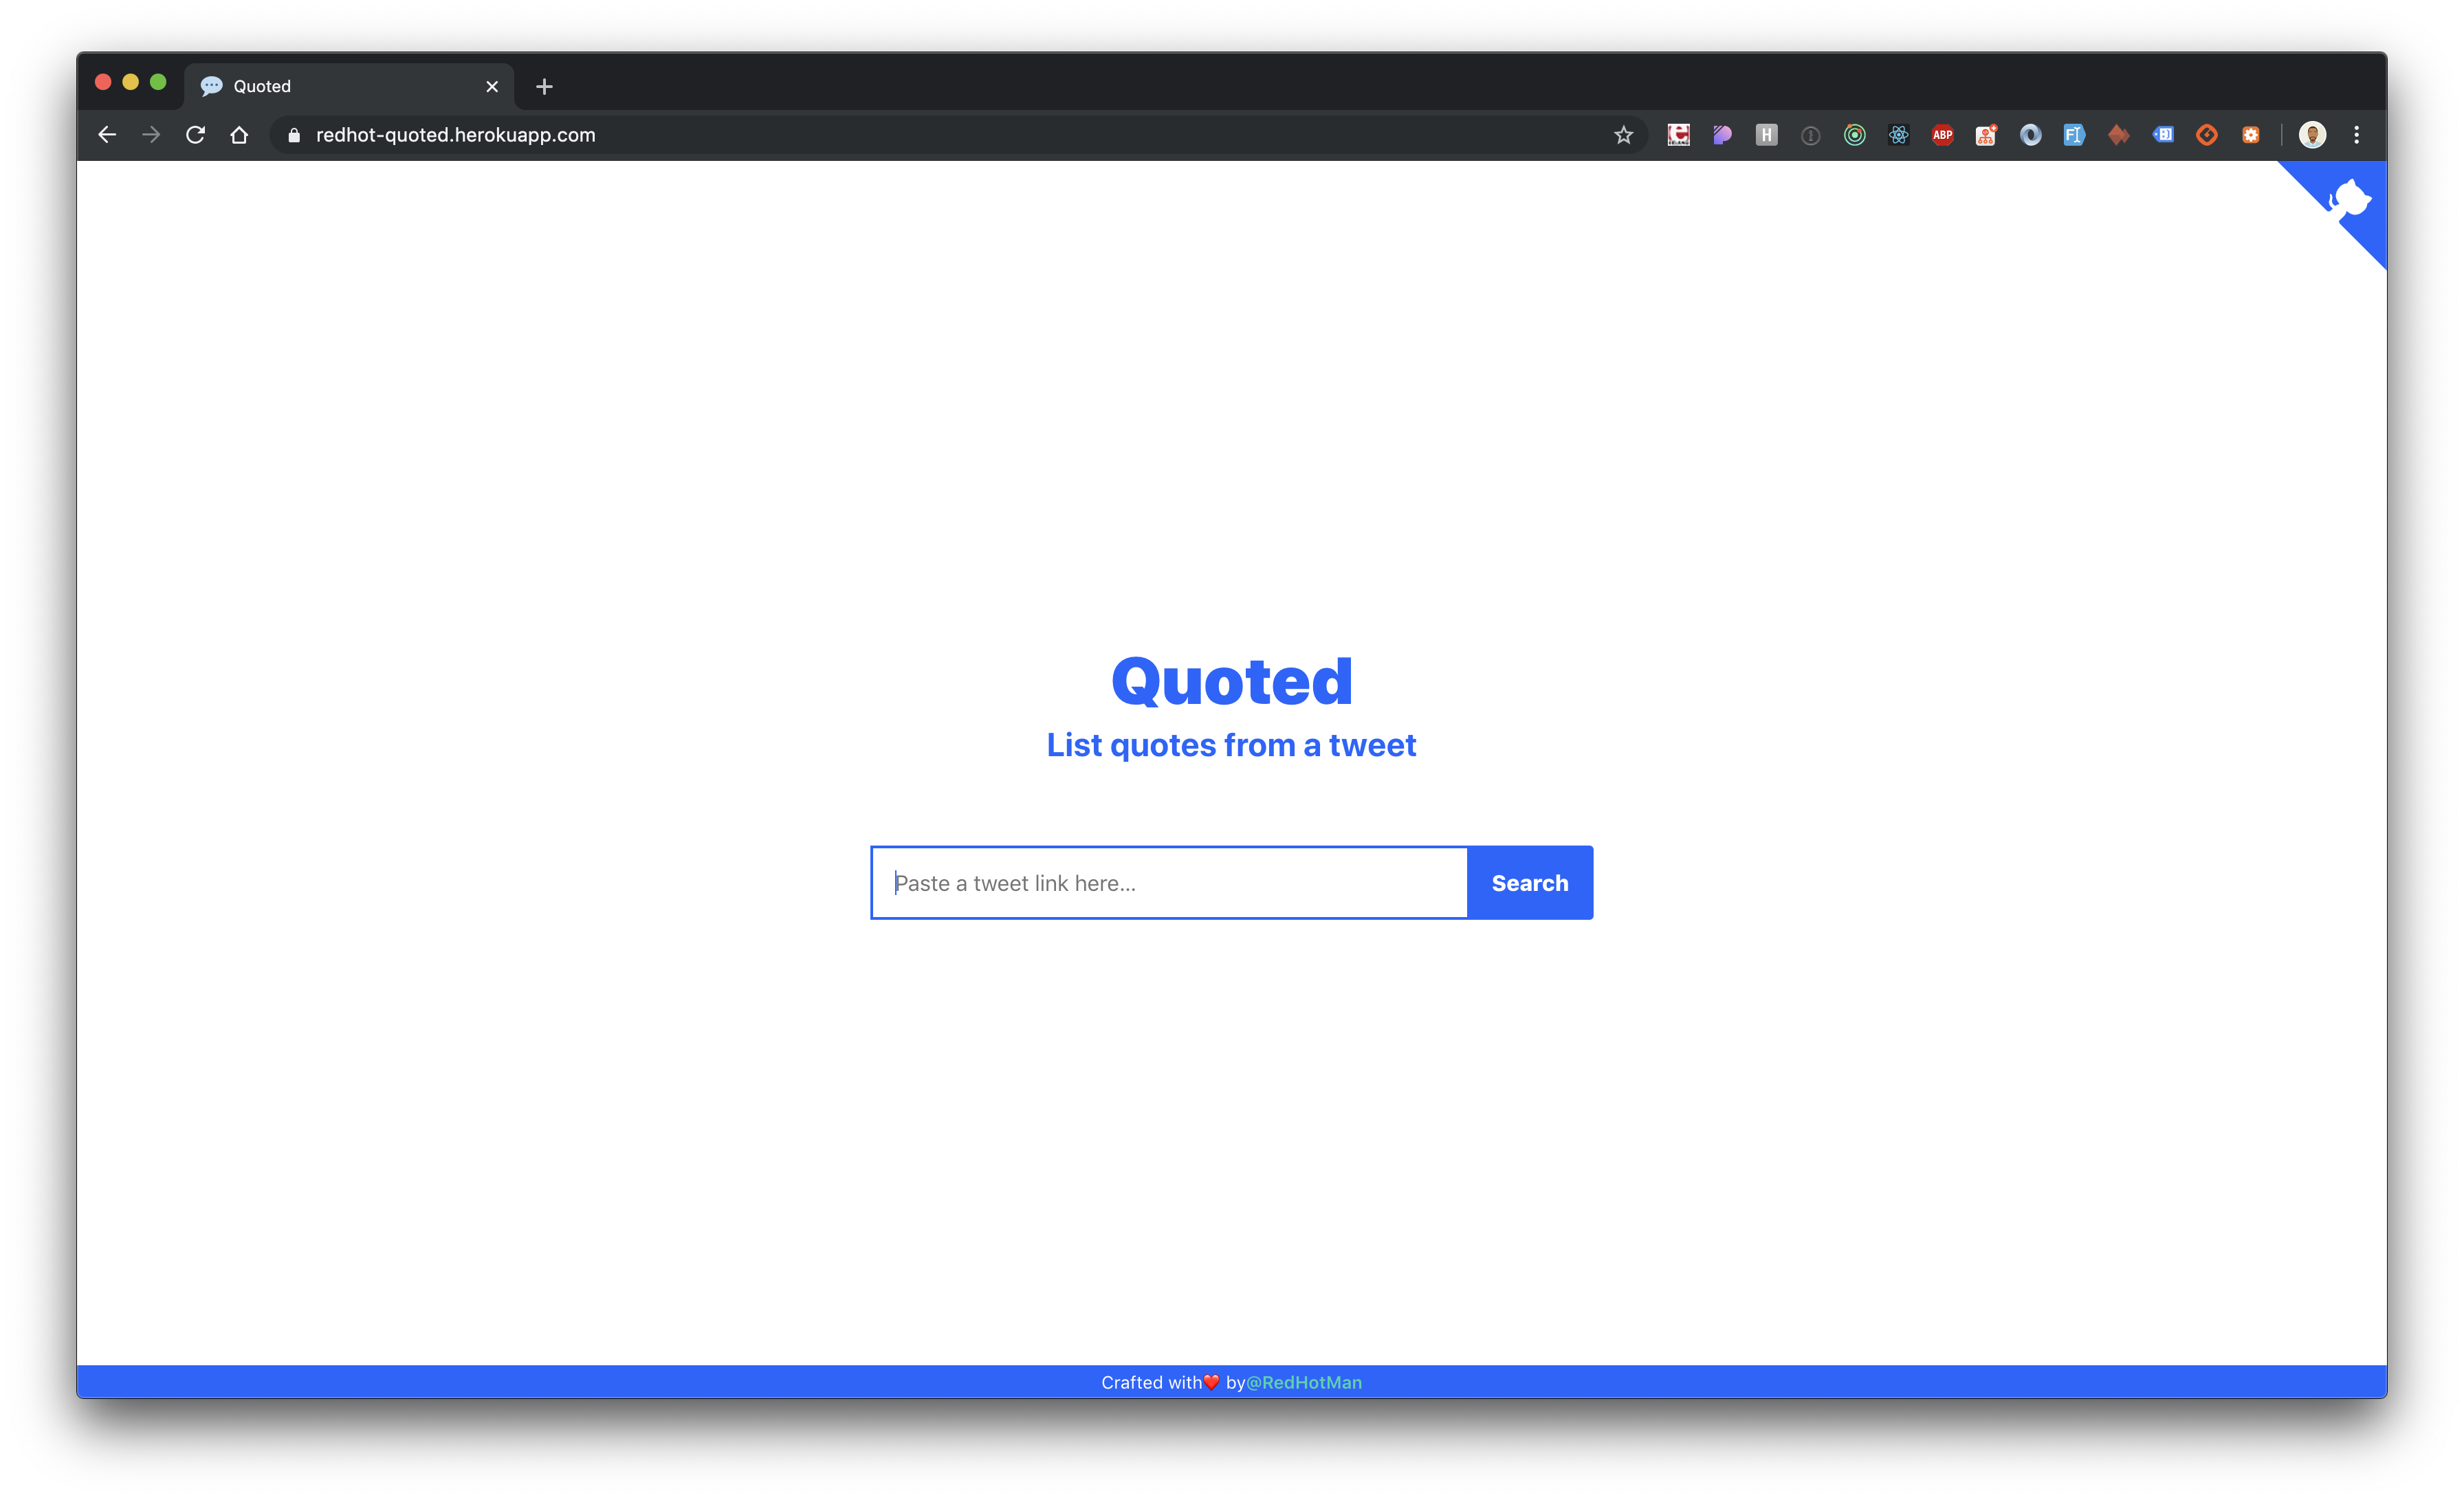 Quoted
redhot-quoted.herokuapp.com
H
ABP
Quoted
List quotes from a tweet
Paste a tweet link here...
Search
Crafted with❤️ by@RedHotMan